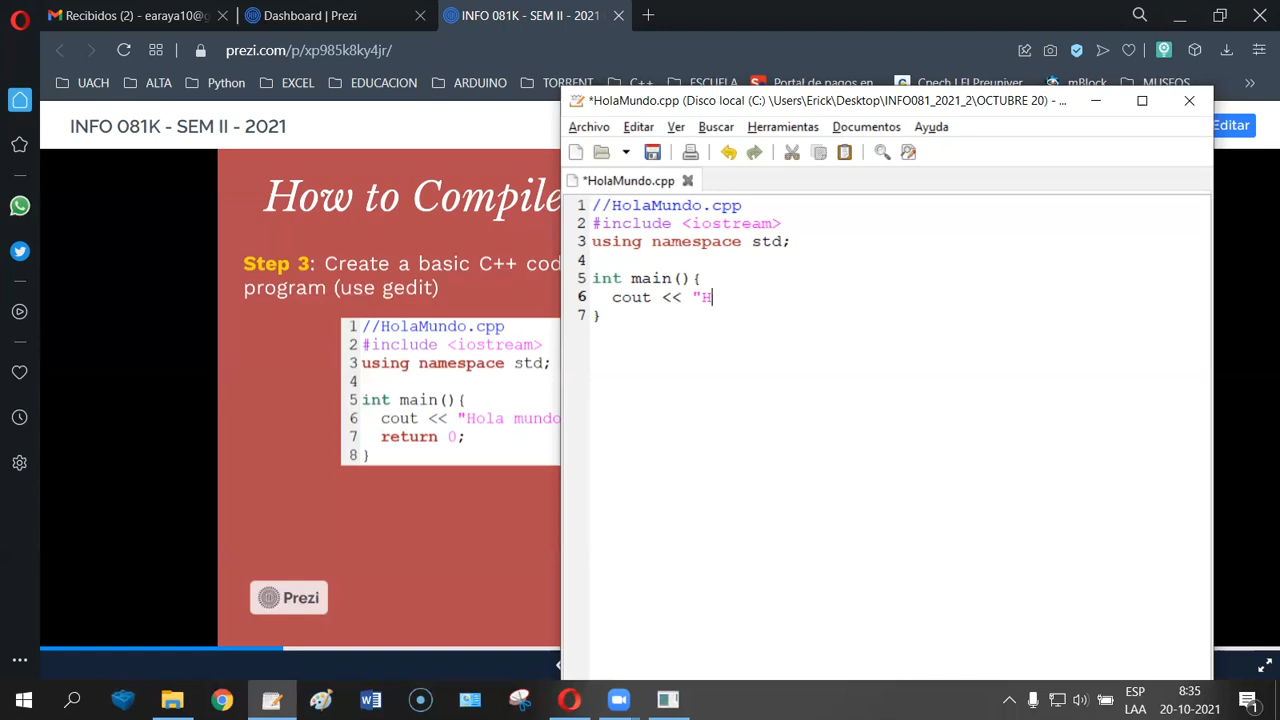 Recibidos (2) - earaya10@g
Dashboard | Prezi
INFO 081K - SEM II - 2021
prezi.com/p/xp985k8ky4jr/
UACH
ALTA
Python
EXCEL
EDUCACION
ARDUINO
TORRENT
C++
ESCUELA
Portal de pagos en
Cpech | El Preuniver
mBlock
MUSEOS
INFO 081K - SEM II - 2021
Editar
How to Compile
Step 3: Create a basic C++ cod
program (use gedit)
1 //HolaMundo.cpp
2 #include <iostream>
3 using namespace std;
4
5 int main(){
6 cout << "Hola mundo
7 return 0;
8 }
Prezi
*HolaMundo.cpp (Disco local (C:) \Users\Erick\Desktop\INFO081_2021_2\OCTUBRE 20) - ...
Archivo Editar Ver Buscar Herramientas Documentos Ayuda
*HolaMundo.cpp
1 //HolaMundo.cpp
2 #include <iostream>
3 using namespace std;
4
5 int main(){
6 cout << "H
7 }
ESP
LAA
8:35
20-10-2021
1